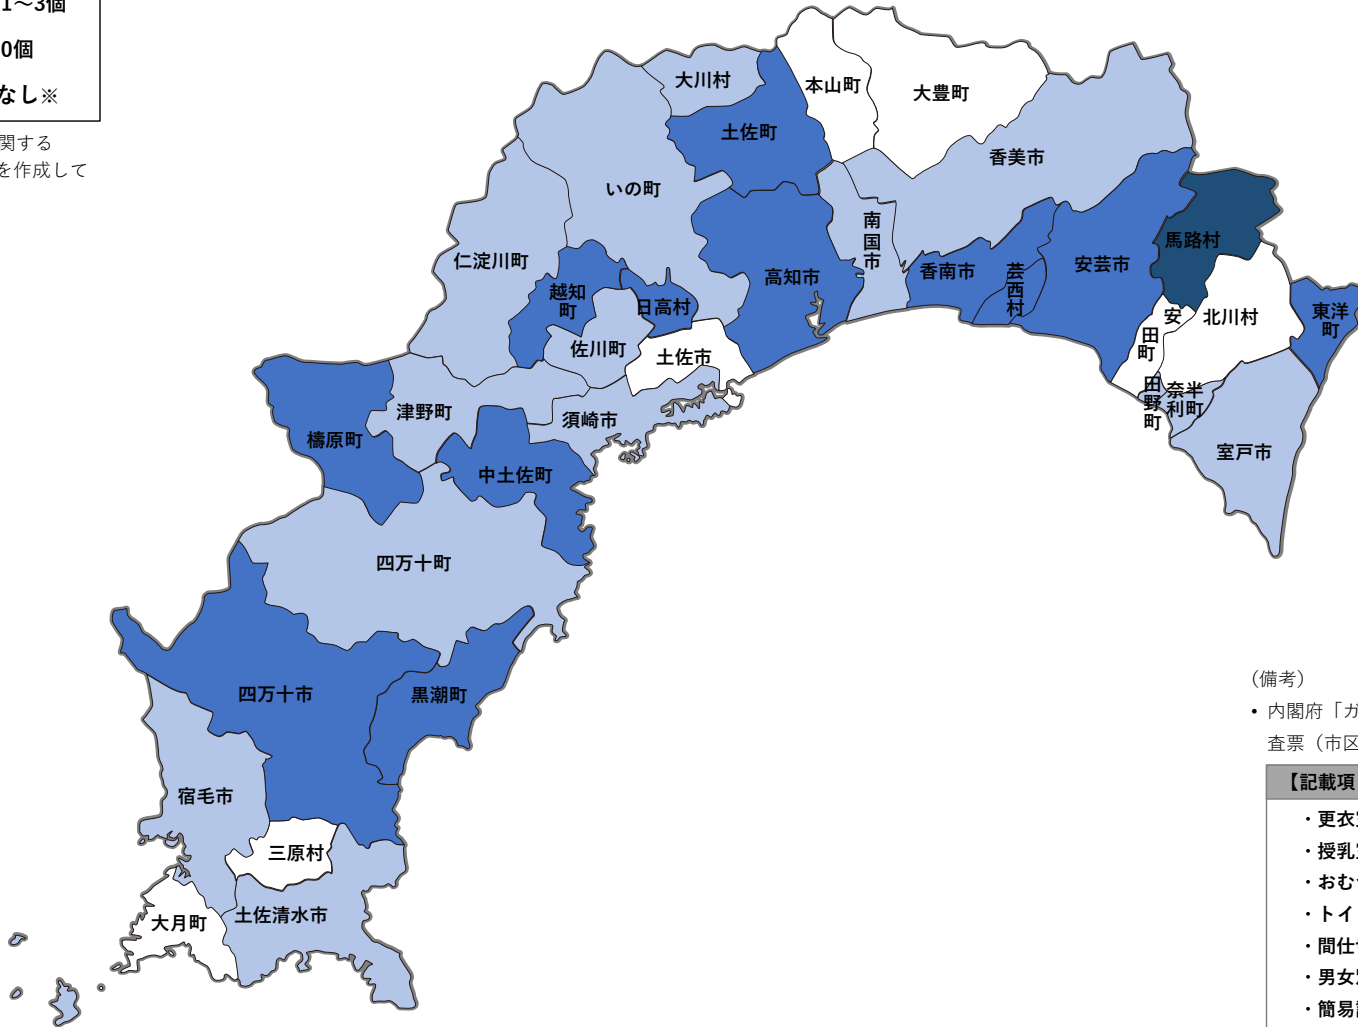 1～3個
0個
なし※
関する
を作成して
大川村
本山町
大豊町
土佐町
香美市
いの町
南国市
馬路村
仁淀川町
高知市
香南市
芸西村
安芸市
越知町
日高村
安田町
北川村
東洋町
佐川町
土佐市
田野町
奈半利町
津野町
須崎市
梼原町
室戸市
中土佐町
四万十町
四万十市
黒潮町
宿毛市
三原村
大月町
土佐清水市
（備考）
• 内閣府「ガ
査票（市区
【記載項
・更衣
・授乳
・おむ
・トイ
・間仕
・男女
・簡易